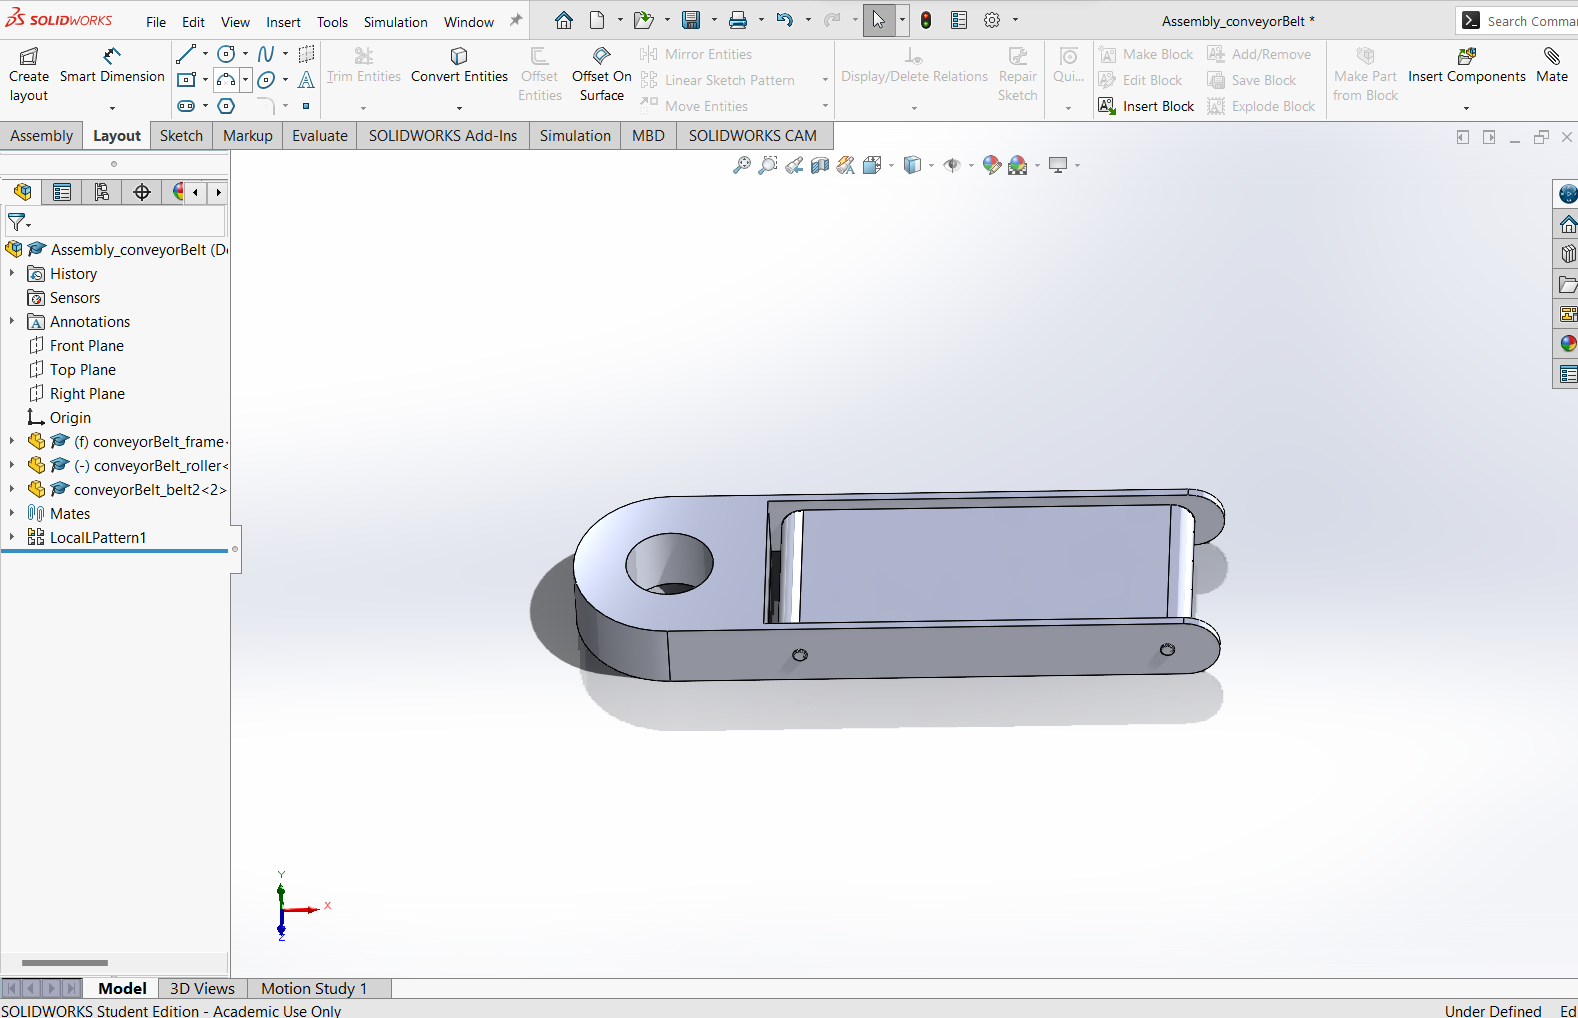 SOLIDWORKS File Edit View Insert Tools Simulation Window Assembly_conveyorBelt * Search Comma
Create layout
Smart Dimension
Trim Entities
Convert Entities
Offset Entities
Offset On Surface
Mirror Entities
Linear Sketch Pattern
Move Entities
Display/Delete Relations
Repair Sketch
Qui...
Make Block
Edit Block
Insert Block
Add/Remove
Save Block
Explode Block
Make Part from Block
Insert Components
Mate
Assembly Layout Sketch Markup Evaluate SOLIDWORKS Add-Ins Simulation MBD SOLIDWORKS CAM
Assembly_conveyorBelt (De
History
Sensors
Annotations
Front Plane
Top Plane
Right Plane
Origin
(f) conveyorBelt_frame<
(-) conveyorBelt_roller<
conveyorBelt_belt2<2>
Mates
LocalLPattern1
Y
X
Z
Model 3D Views Motion Study 1
SOLIDWORKS Student Edition - Academic Use Only Under Defined Ed